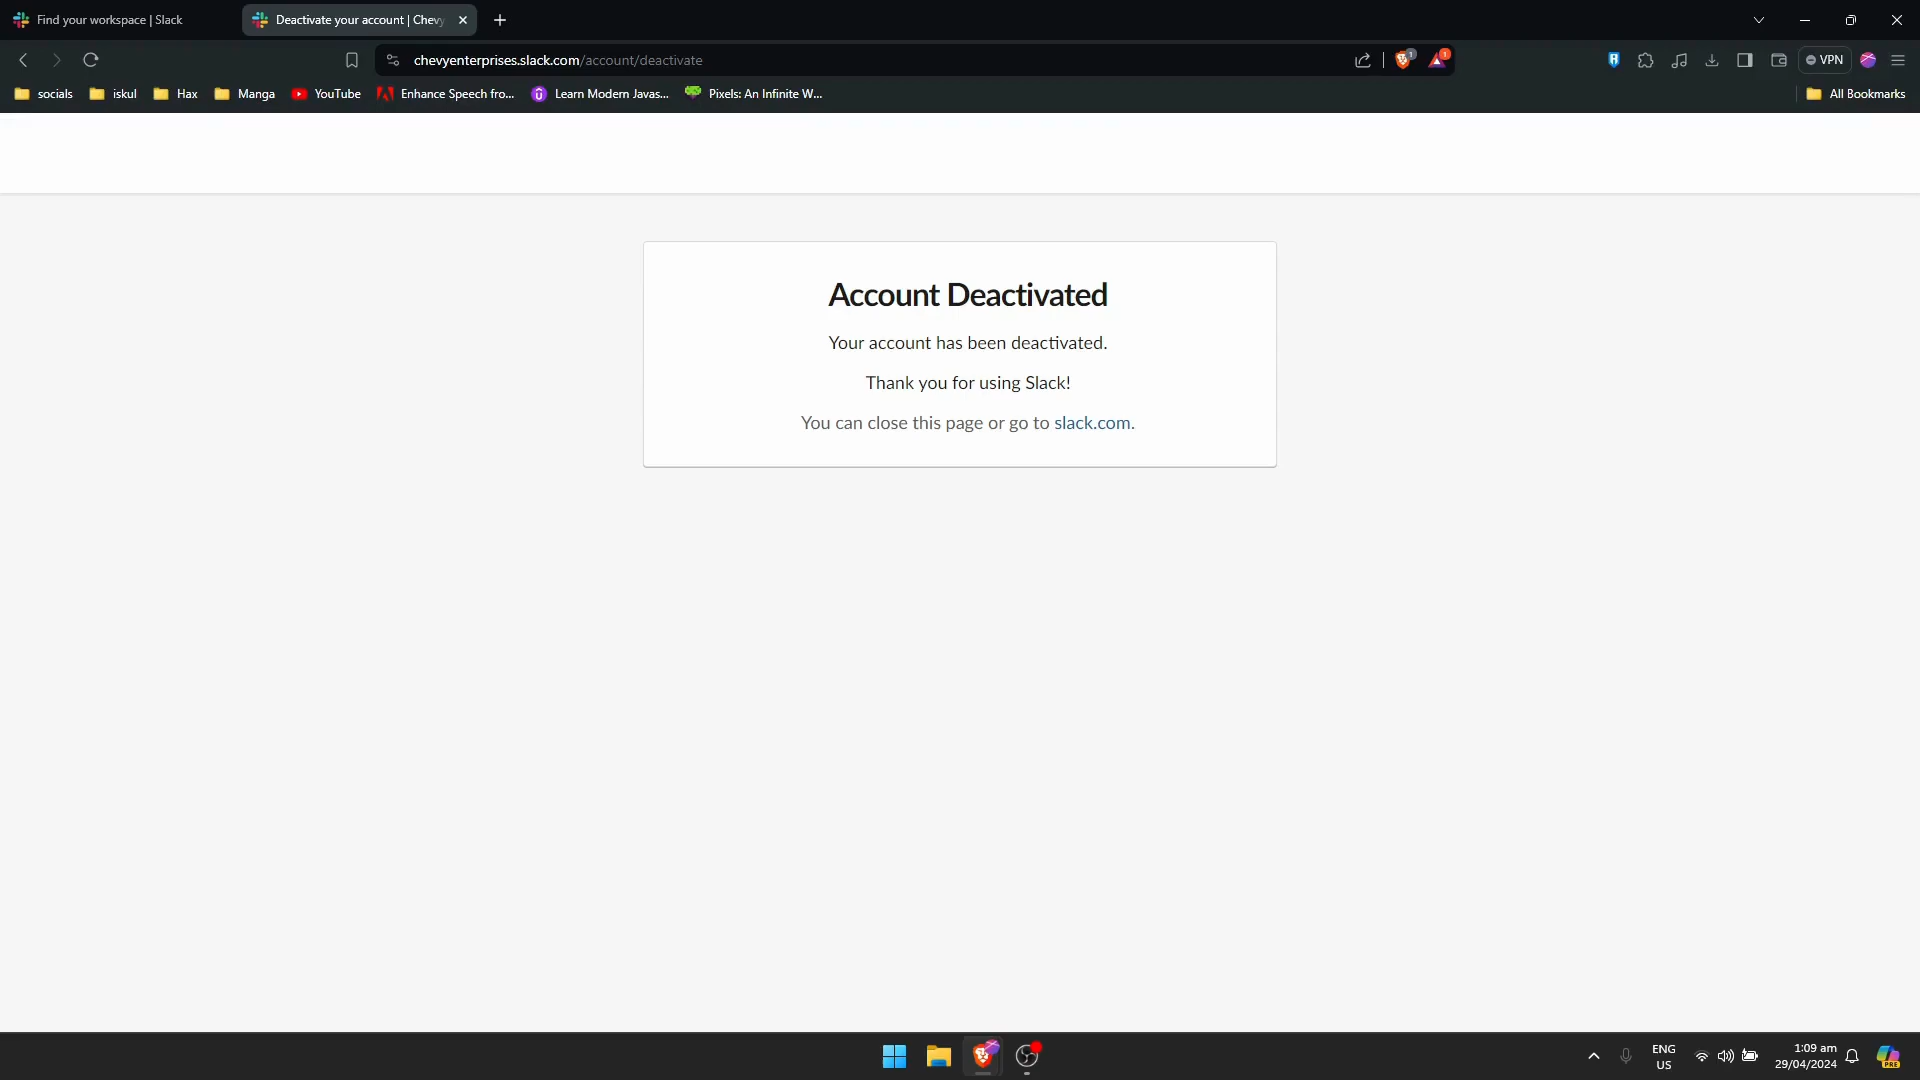 Find your workspace | Slack
Deactivate your account | Chevy
chevyenterprises.slack.com/account/deactivate
1
1
VPN
socials
iskul
Hax
Manga
YouTube
Enhance Speech fro...
Learn Modern Javas...
Pixels: An Infinite W...
All Bookmarks
Account Deactivated
Your account has been deactivated.
Thank you for using Slack!
You can close this page or go to slack.com.
ENG
US
1:09 am
29/04/2024
PRE